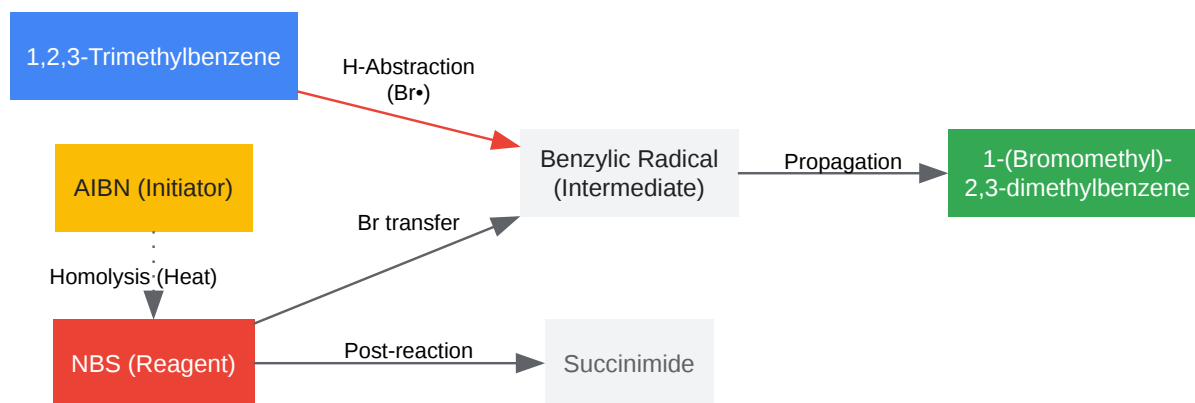 1,2,3-Trimethylbenzene
H-Abstraction
(Br•)
AIBN (Initiator)
Benzylic Radical
(Intermediate)
Propagation
1-(Bromomethyl)-
2,3-dimethylbenzene
Br transfer
Homolysis (Heat)
NBS (Reagent)
Post-reaction
Succinimide